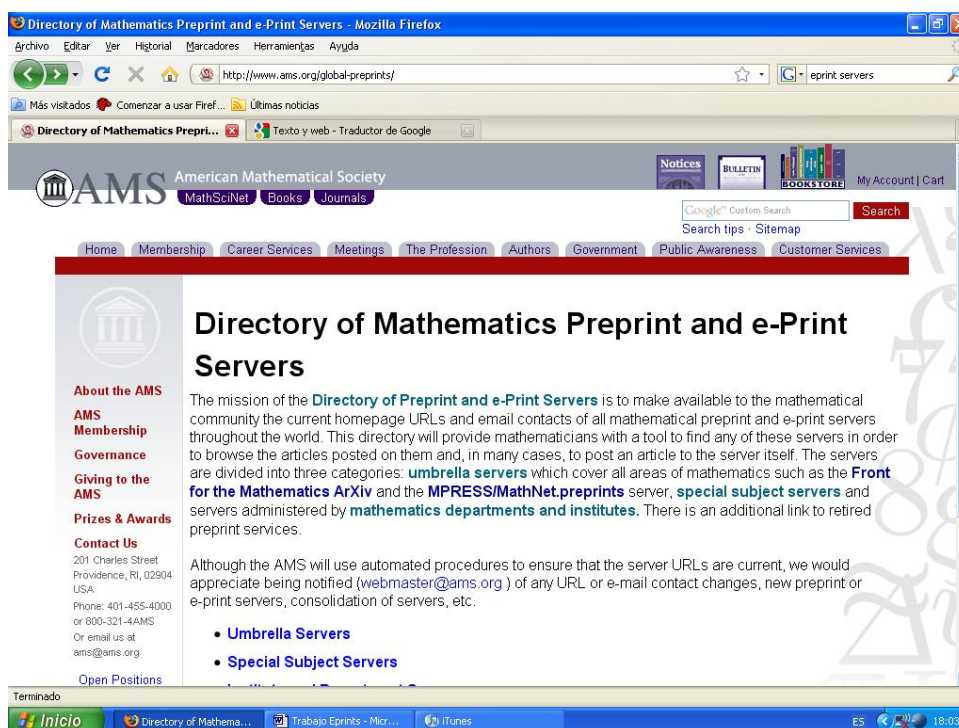 Directory of Mathematics Preprint and e-Print Servers - Mozilla Firefox
Archivo Editar Ver Historial Marcadores Herramientas Ayuda
http://www.ams.org/global-preprints/
G eprint servers
Más visitados Comenzar a usar Firef... Últimas noticias
Directory of Mathematics Prepri... Texto y web - Traductor de Google
AMS American Mathematical Society
MathSciNet Books Journals
Notices BULLETIN BOOKSTORE My Account | Cart
Google™ Custom Search Search
Search tips · Sitemap
Home Membership Career Services Meetings The Profession Authors Government Public Awareness Customer Services
Directory of Mathematics Preprint and e-Print
Servers
About the AMS
AMS
Membership
Governance
Giving to the
AMS
Prizes & Awards
Contact Us
201 Charles Street
Providence, RI, 02904
USA
Phone: 401-455-4000
or 800-321-4AMS
Or email us at
ams@ams.org
Open Positions
The mission of the Directory of Preprint and e-Print Servers is to make available to the mathematical
community the current homepage URLs and email contacts of all mathematical preprint and e-print servers
throughout the world. This directory will provide mathematicians with a tool to find any of these servers in order
to browse the articles posted on them and, in many cases, to post an article to the server itself. The servers
are divided into three categories: umbrella servers which cover all areas of mathematics such as the Front
for the Mathematics ArXiv and the MPRESS/MathNet.preprints server, special subject servers and
servers administered by mathematics departments and institutes. There is an additional link to retired
preprint services.
Although the AMS will use automated procedures to ensure that the server URLs are current, we would
appreciate being notified (webmaster@ams.org ) of any URL or e-mail contact changes, new preprint or
e-print servers, consolidation of servers, etc.
• Umbrella Servers
• Special Subject Servers
Terminado
Inicio Directory of Mathema... Trabajo Eprints - Micr... iTunes ES 18:03